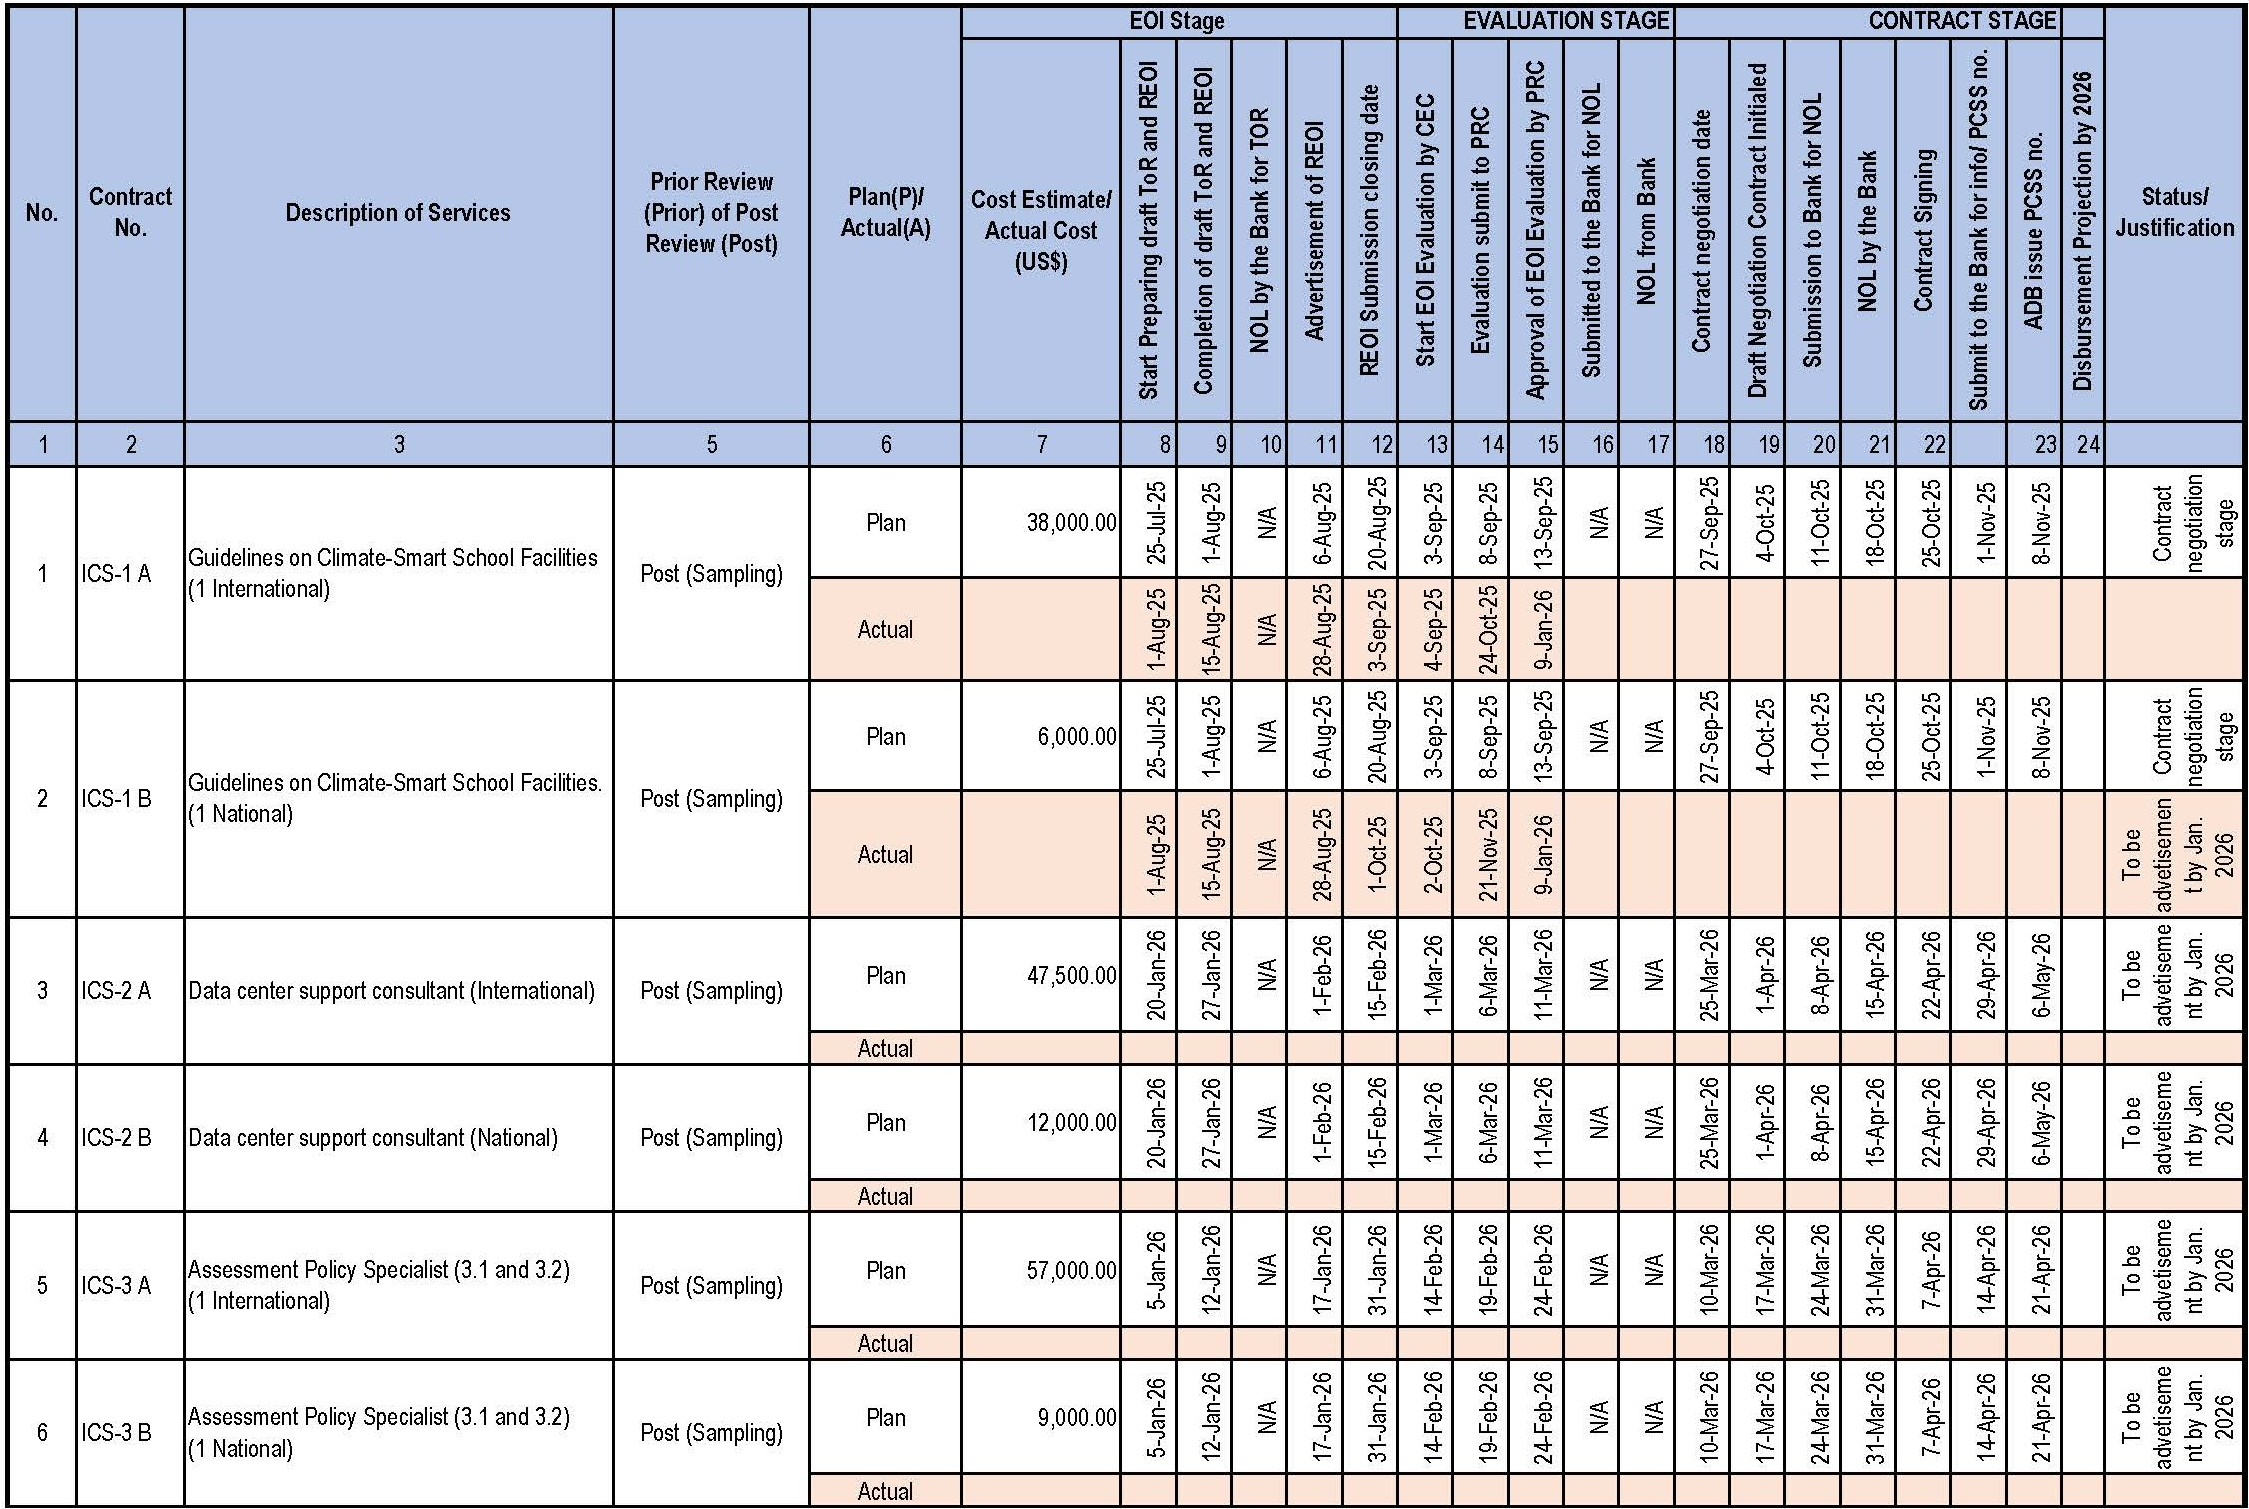 EOI Stage
EVALUATION STAGE
CONTRACT STAGE
No.
Contract
No.
Description of Services
Prior Review
(Prior) of Post
Review (Post)
Plan(P)/
Actual(A)
Cost Estimate/
Actual Cost
(US$)
Start Preparing draft ToR and REOI
Completion of draft ToR and REOI
NOL by the Bank for TOR
Advertisement of REOI
REOI Submission closing date
Start EOI Evaluation by CEC
Evaluation submit to PRC
Approval of EOI Evaluation by PRC
Submitted to the Bank for NOL
NOL from Bank
Contract negotiation date
Draft Negotiation Contract Initialed
Submission to Bank for NOL
NOL by the Bank
Contract Signing
Submit to the Bank for info/ PCSS no.
ADB issue PCSS no.
Disbursement Projection by 2026
Status/
Justification
1 2 3 5 6 7 8 9 10 11 12 13 14 15 16 17 18 19 20 21 22 23 24
1
ICS-1 A
Guidelines on Climate-Smart School Facilities
(1 International)
Post (Sampling)
Plan 38,000.00 25-Jul-25 1-Aug-25 N/A 6-Aug-25 20-Aug-25 3-Sep-25 8-Sep-25 13-Sep-25 N/A N/A 27-Sep-25 4-Oct-25 11-Oct-25 18-Oct-25 25-Oct-25 1-Nov-25 8-Nov-25
Contract
negotiation
stage
Actual 1-Aug-25 15-Aug-25 N/A 28-Aug-25 3-Sep-25 4-Sep-25 24-Oct-25 9-Jan-26
2
ICS-1 B
Guidelines on Climate-Smart School Facilities.
(1 National)
Post (Sampling)
Plan 6,000.00 25-Jul-25 1-Aug-25 N/A 6-Aug-25 20-Aug-25 3-Sep-25 8-Sep-25 13-Sep-25 N/A N/A 27-Sep-25 4-Oct-25 11-Oct-25 18-Oct-25 25-Oct-25 1-Nov-25 8-Nov-25
Contract
negotiation
stage
Actual 1-Aug-25 15-Aug-25 N/A 28-Aug-25 1-Oct-25 2-Oct-25 21-Nov-25 9-Jan-26
To be
advetisemen
t by Jan.
2026
3
ICS-2 A
Data center support consultant (International)
Post (Sampling)
Plan 47,500.00 20-Jan-26 27-Jan-26 N/A 1-Feb-26 15-Feb-26 1-Mar-26 6-Mar-26 11-Mar-26 N/A N/A 25-Mar-26 1-Apr-26 8-Apr-26 15-Apr-26 22-Apr-26 29-Apr-26 6-May-26
To be
advetiseme
nt by Jan.
2026
Actual
4
ICS-2 B
Data center support consultant (National)
Post (Sampling)
Plan 12,000.00 20-Jan-26 27-Jan-26 N/A 1-Feb-26 15-Feb-26 1-Mar-26 6-Mar-26 11-Mar-26 N/A N/A 25-Mar-26 1-Apr-26 8-Apr-26 15-Apr-26 22-Apr-26 29-Apr-26 6-May-26
To be
advetiseme
nt by Jan.
2026
Actual
5
ICS-3 A
Assessment Policy Specialist (3.1 and 3.2)
(1 International)
Post (Sampling)
Plan 57,000.00 5-Jan-26 12-Jan-26 N/A 17-Jan-26 31-Jan-26 14-Feb-26 19-Feb-26 24-Feb-26 N/A N/A 10-Mar-26 17-Mar-26 24-Mar-26 31-Mar-26 7-Apr-26 14-Apr-26 21-Apr-26
To be
advetiseme
nt by Jan.
2026
Actual
6
ICS-3 B
Assessment Policy Specialist (3.1 and 3.2)
(1 National)
Post (Sampling)
Plan 9,000.00 5-Jan-26 12-Jan-26 N/A 17-Jan-26 31-Jan-26 14-Feb-26 19-Feb-26 24-Feb-26 N/A N/A 10-Mar-26 17-Mar-26 24-Mar-26 31-Mar-26 7-Apr-26 14-Apr-26 21-Apr-26
To be
advetiseme
nt by Jan.
2026
Actual